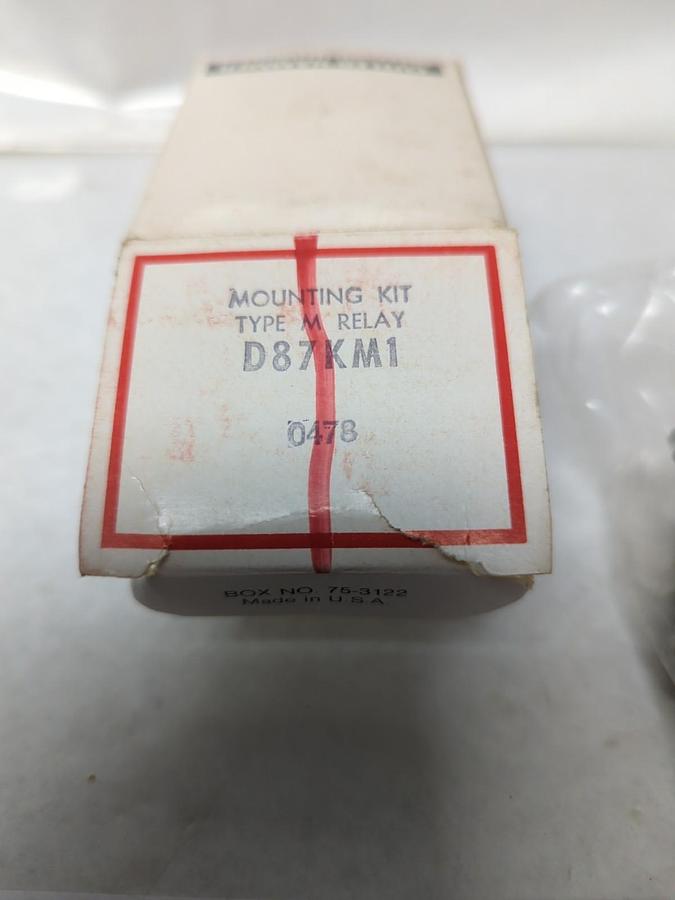 MOUNTING KIT
TYPE M RELAY
D87KM1
0478
BOX NO. 75-3122
Made in U.S.A.